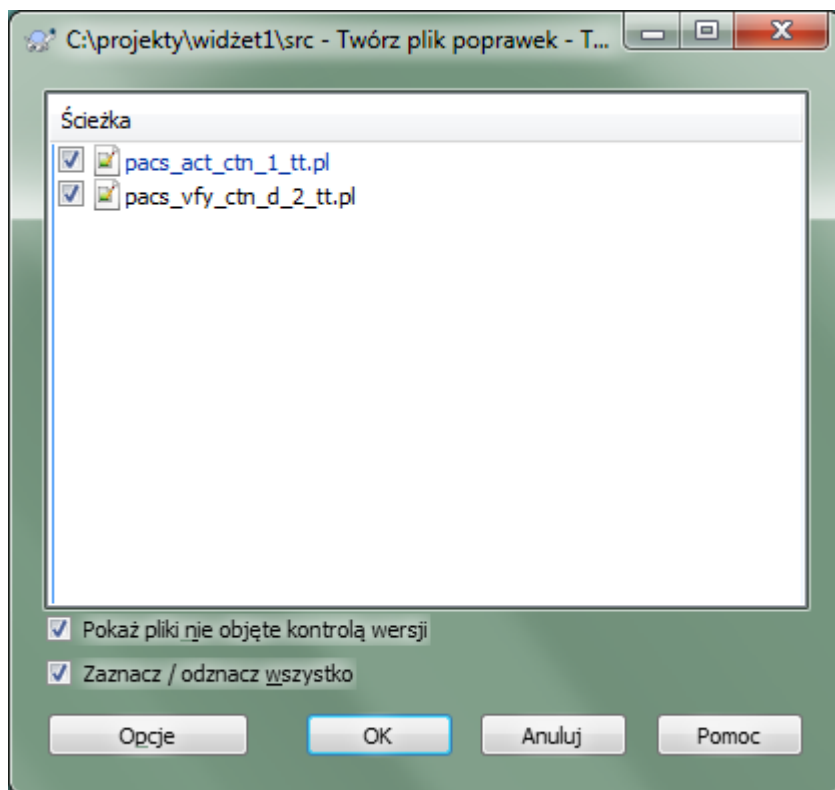 C:\projekty\widżet1\src - Twórz plik poprawek - T...
Ścieżka
pacs_act_ctn_1_tt.pl
pacs_vfy_ctn_d_2_tt.pl
Pokaż pliki nie objęte kontrolą wersji
Zaznacz / odznacz wszystko
Opcje OK Anuluj Pomoc